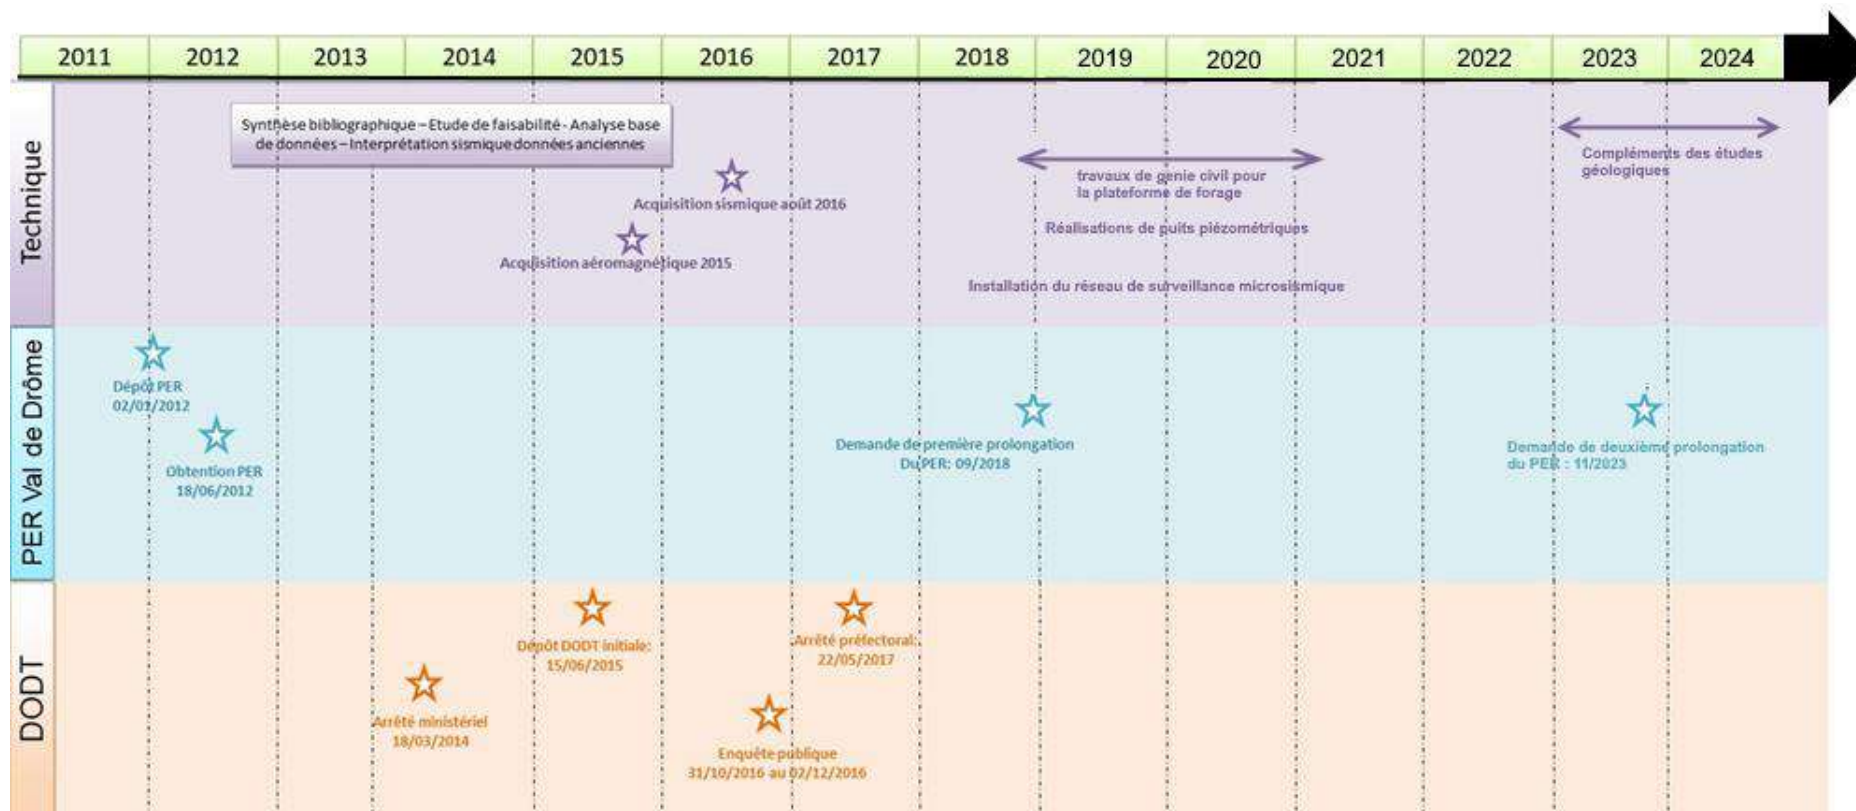 2011 2012 2013 2014 2015 2016 2017 2018 2019 2020 2021 2022 2023 2024
Technique
Synthèse bibliographique – Etude de faisabilité - Analyse base
de données – Interprétation sismique données anciennes
Acquisition sismique août 2016
Acquisition aéromagnétique 2015
travaux de génie civil pour
la plateforme de forage
Réalisations de puits piézométriques
Installation du réseau de surveillance microsismique
Compléments des études
géologiques
PER Val de Drôme
Dépôt PER
02/01/2012
Obtention PER
18/06/2012
Demande de première prolongation
Du PER: 09/2018
Demande de deuxième prolongation
du PER : 11/2023
DODT
Arrêté ministériel
18/03/2014
Dépôt DODT initiale:
15/06/2015
Enquête publique
31/10/2016 au 02/12/2016
Arrêté préfectoral:
22/05/2017